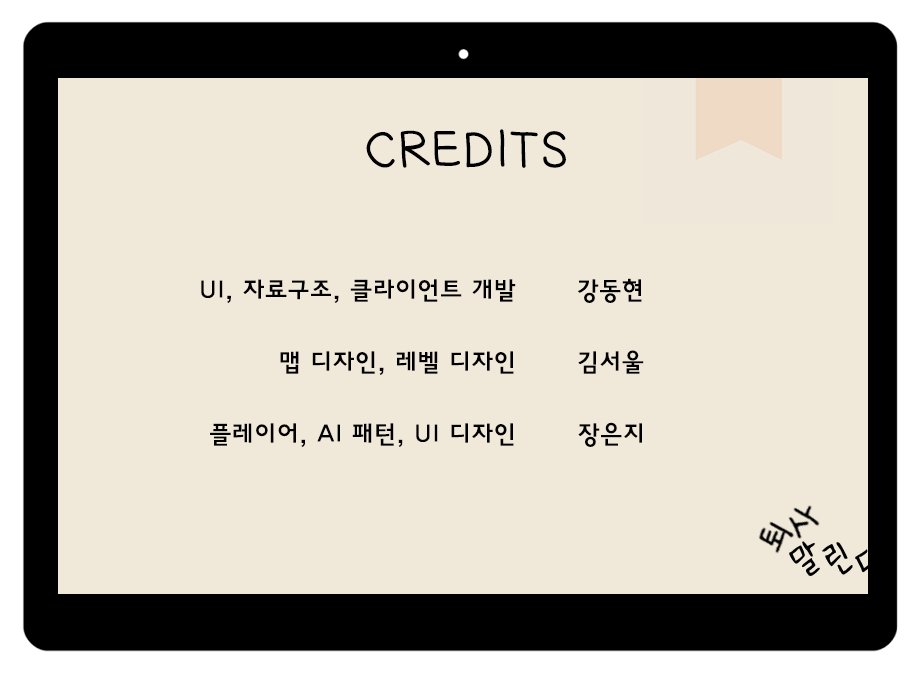 CREDITS
UI, 자료구조, 클라이언트 개발 강동현
맵 디자인, 레벨 디자인 김서울
플레이어, AI 패턴, UI 디자인 장은지
퇴사
말린